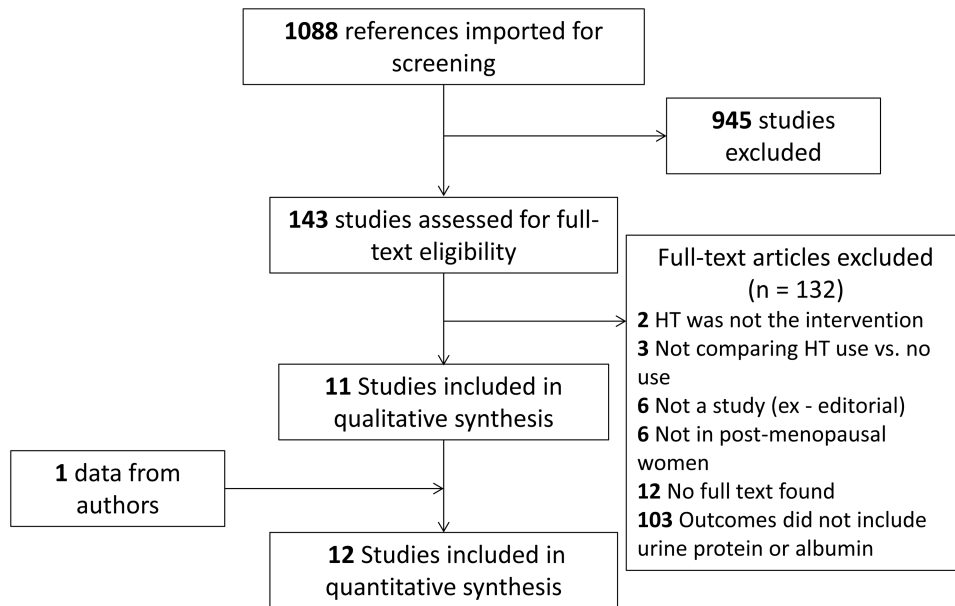 1088 references imported for
screening
945 studies
excluded
143 studies assessed for full-
text eligibility
Full-text articles excluded
(n = 132)
2 HT was not the intervention
3 Not comparing HT use vs. no
use
6 Not a study (ex - editorial)
6 Not in post-menopausal
women
12 No full text found
103 Outcomes did not include
urine protein or albumin
11 Studies included in
qualitative synthesis
1 data from
authors
12 Studies included in
quantitative synthesis